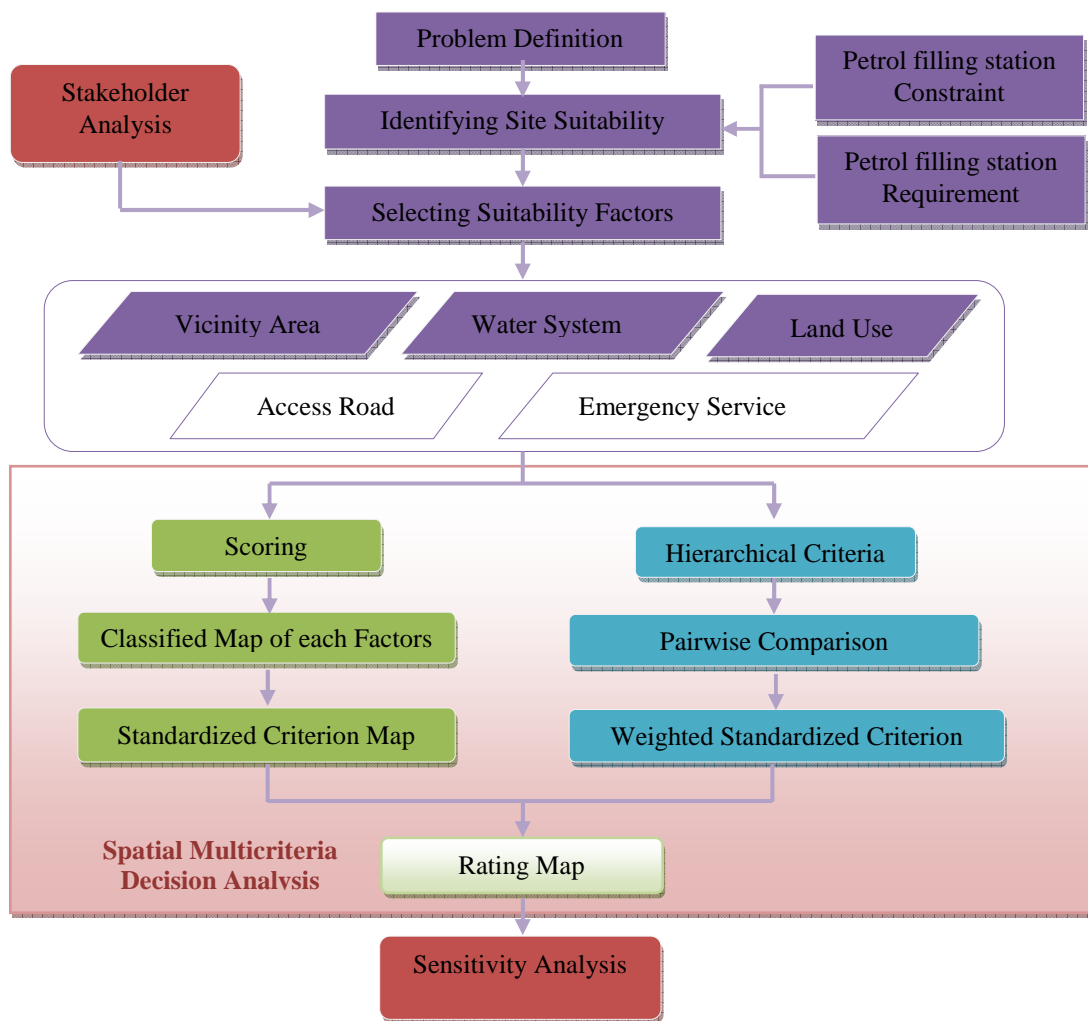 Problem Definition
Stakeholder
Analysis
Petrol filling station
Constraint
Identifying Site Suitability
Petrol filling station
Requirement
Selecting Suitability Factors
Vicinity Area
Water System
Land Use
Access Road
Emergency Service
Scoring
Hierarchical Criteria
Classified Map of each Factors
Pairwise Comparison
Standardized Criterion Map
Weighted Standardized Criterion
Spatial Multicriteria
Decision Analysis
Rating Map
Sensitivity Analysis